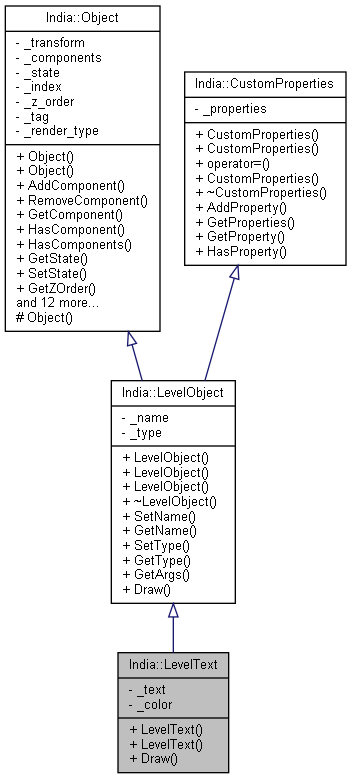 India::Object
- _transform
- _components
- _state
- _index
- _z_order
- _tag
- _render_type
+ Object()
+ Object()
+ AddComponent()
+ RemoveComponent()
+ GetComponent()
+ HasComponent()
+ HasComponents()
+ GetState()
+ SetState()
+ GetZOrder()
and 12 more...
# Object()
India::CustomProperties
- _properties
+ CustomProperties()
+ CustomProperties()
+ operator=()
+ CustomProperties()
+ ~CustomProperties()
+ AddProperty()
+ GetProperties()
+ GetProperty()
+ HasProperty()
India::LevelObject
- _name
- _type
+ LevelObject()
+ LevelObject()
+ LevelObject()
+ ~LevelObject()
+ SetName()
+ GetName()
+ SetType()
+ GetType()
+ GetArgs()
+ Draw()
India::LevelText
- _text
- _color
+ LevelText()
+ LevelText()
+ Draw()